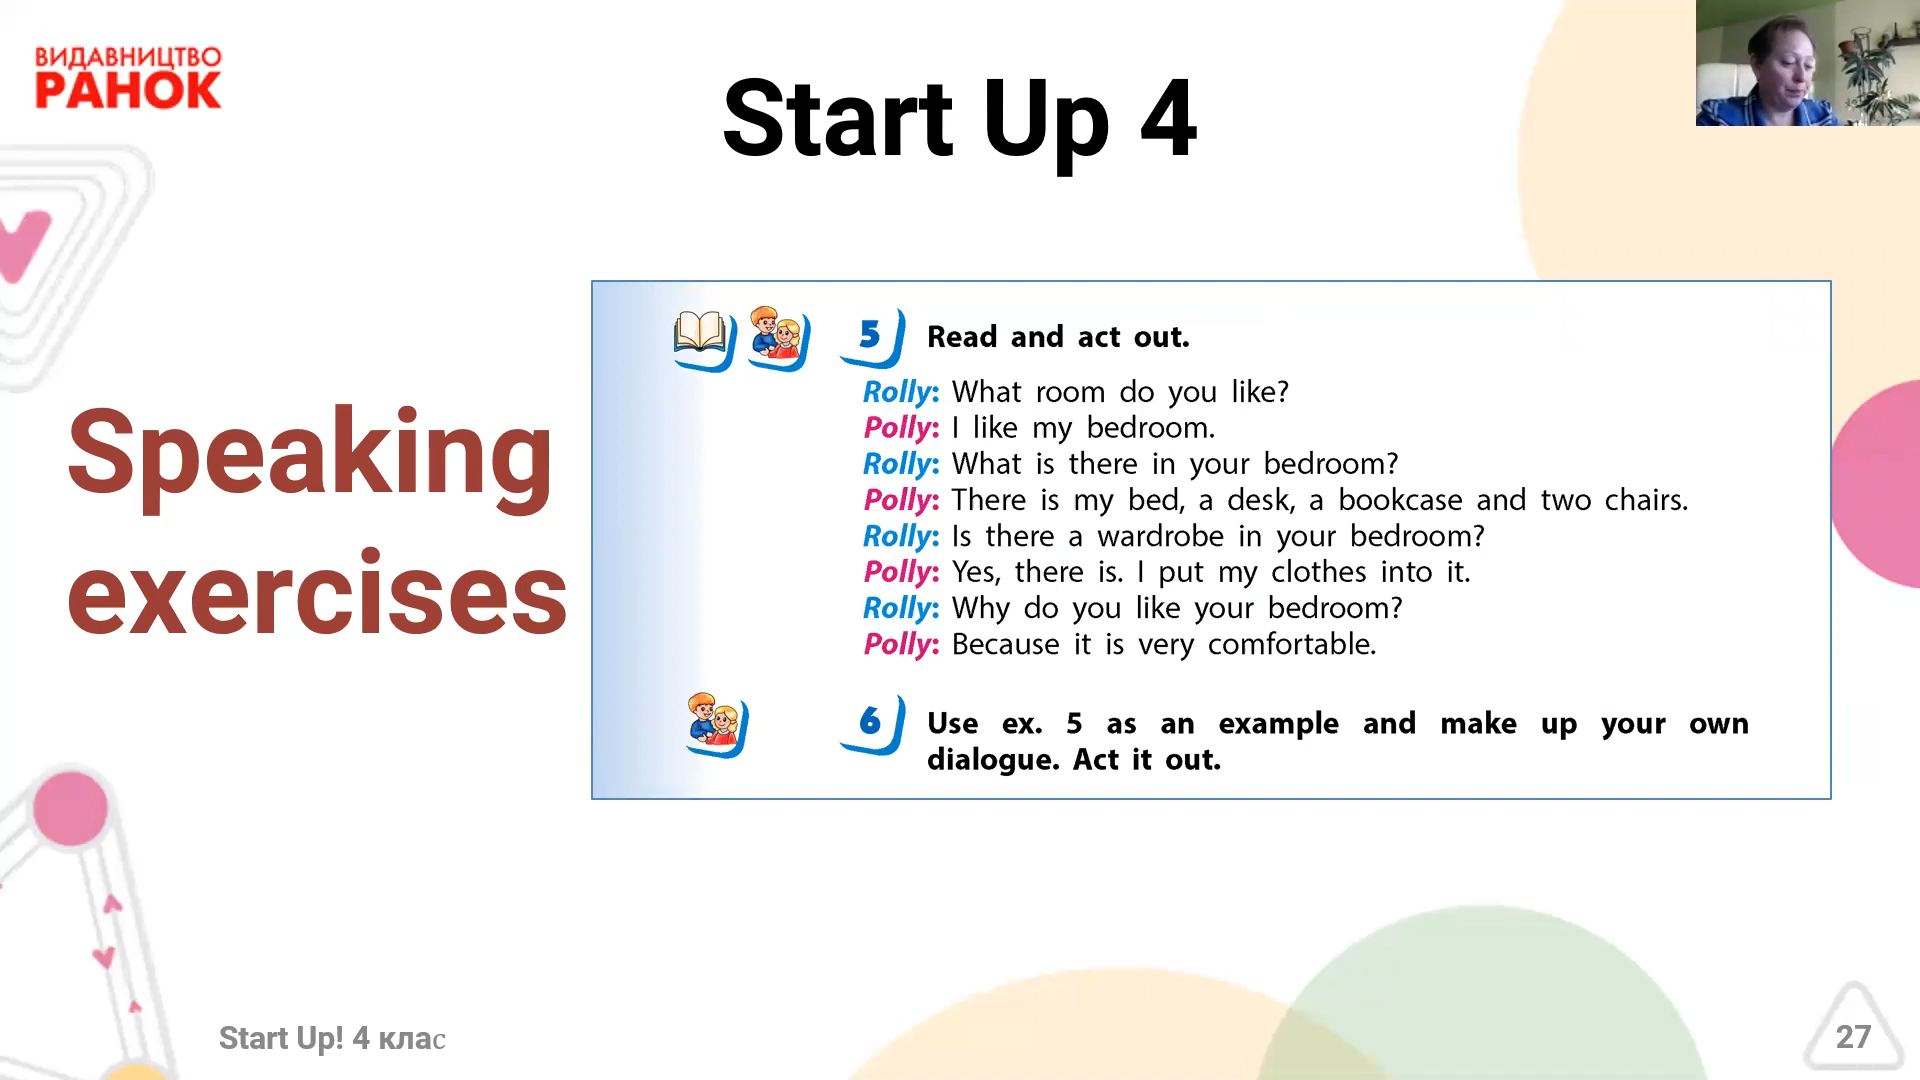 ВИДАВНИЦТВО
РАНОК
Start Up 4
Speaking
exercises
5 Read and act out.
Rolly: What room do you like?
Polly: I like my bedroom.
Rolly: What is there in your bedroom?
Polly: There is my bed, a desk, a bookcase and two chairs.
Rolly: Is there a wardrobe in your bedroom?
Polly: Yes, there is. I put my clothes into it.
Rolly: Why do you like your bedroom?
Polly: Because it is very comfortable.
6 Use ex. 5 as an example and make up your own
dialogue. Act it out.
Start Up! 4 клас
27